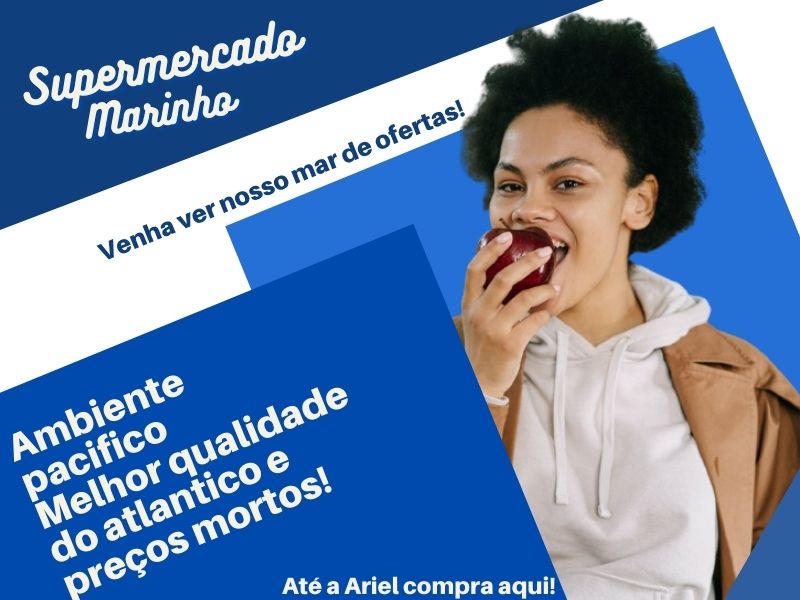 Supermercado
Marinho
Venha ver nosso mar de ofertas!
Ambiente
pacifico
Melhor qualidade
do atlantico e
preços mortos!
Até a Ariel compra aqui!